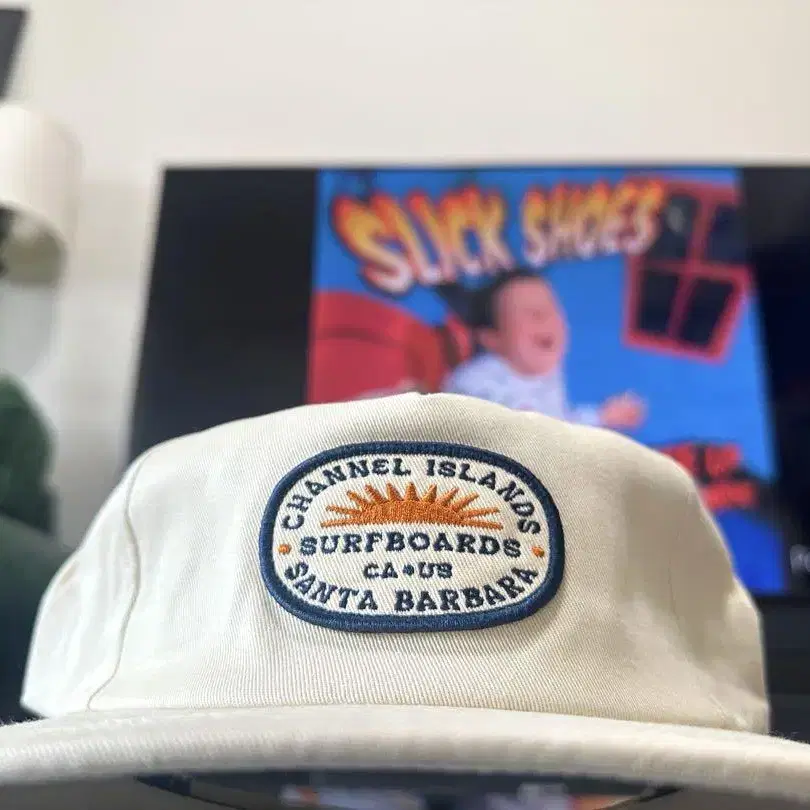 SLICK SHOES
CHANNEL ISLANDS
SURFBOARDS
CA•US
SANTA BARBARA